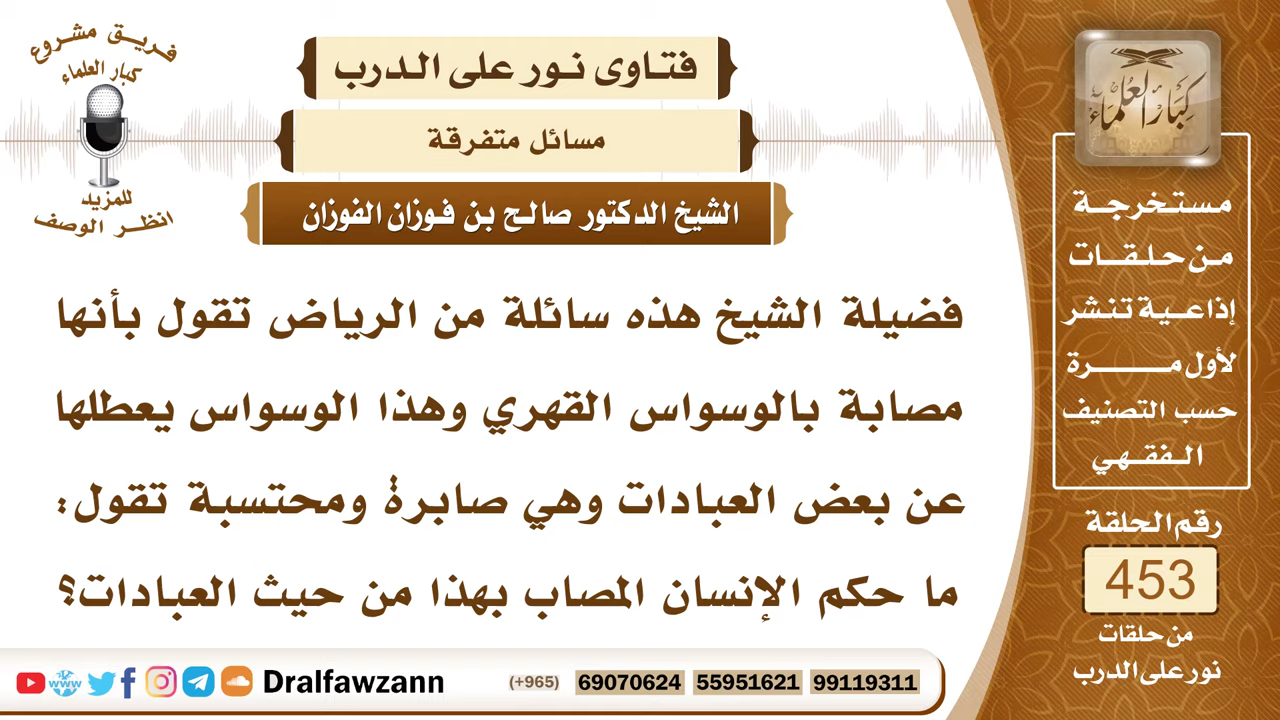 فريق مشروع
كبار العلماء
للمزيد
انظر الوصف
فتاوى نور على الدرب
مسائل متفرقة
الشيخ الدكتور صالح بن فوزان الفوزان
فضيلة الشيخ هذه سائلة من الرياض تقول بأنها
مصابة بالوسواس القهري وهذا الوسواس يعطلها
عن بعض العبادات وهي صابرةٌ ومحتسبة تقول:
ما حكم الإنسان المصاب بهذا من حيث العبادات؟
كبار العلماء
مستخرجة
من حلقات
إذاعية تنشر
لأول مرة
حسب التصنيف
الفقهي
رقم الحلقة
453
من حلقات
نور على الدرب
www Dralfawzann (+965) 69070624 55951621 99119311